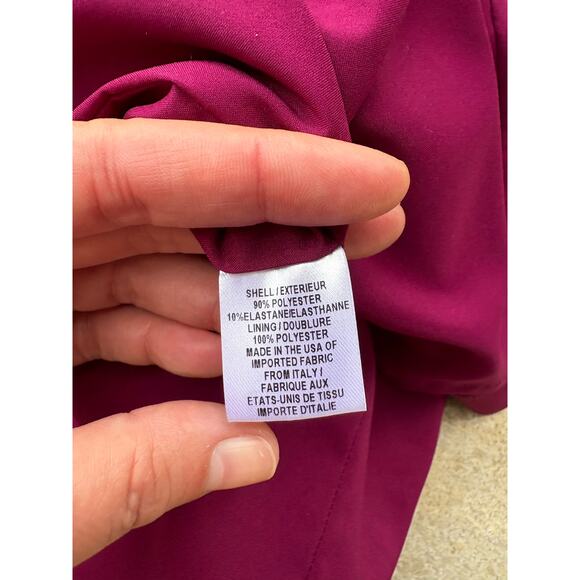 SHELL/EXTERIEUR
90% POLYESTER
10%ELASTANE/ELASTHANNE
LINING/DOUBLURE
100% POLYESTER
MADE IN THE USA OF
IMPORTED FABRIC
FROM ITALY/
FABRIQUE AUX
ETATS-UNIS DE TISSU
IMPORTE D'ITALIE